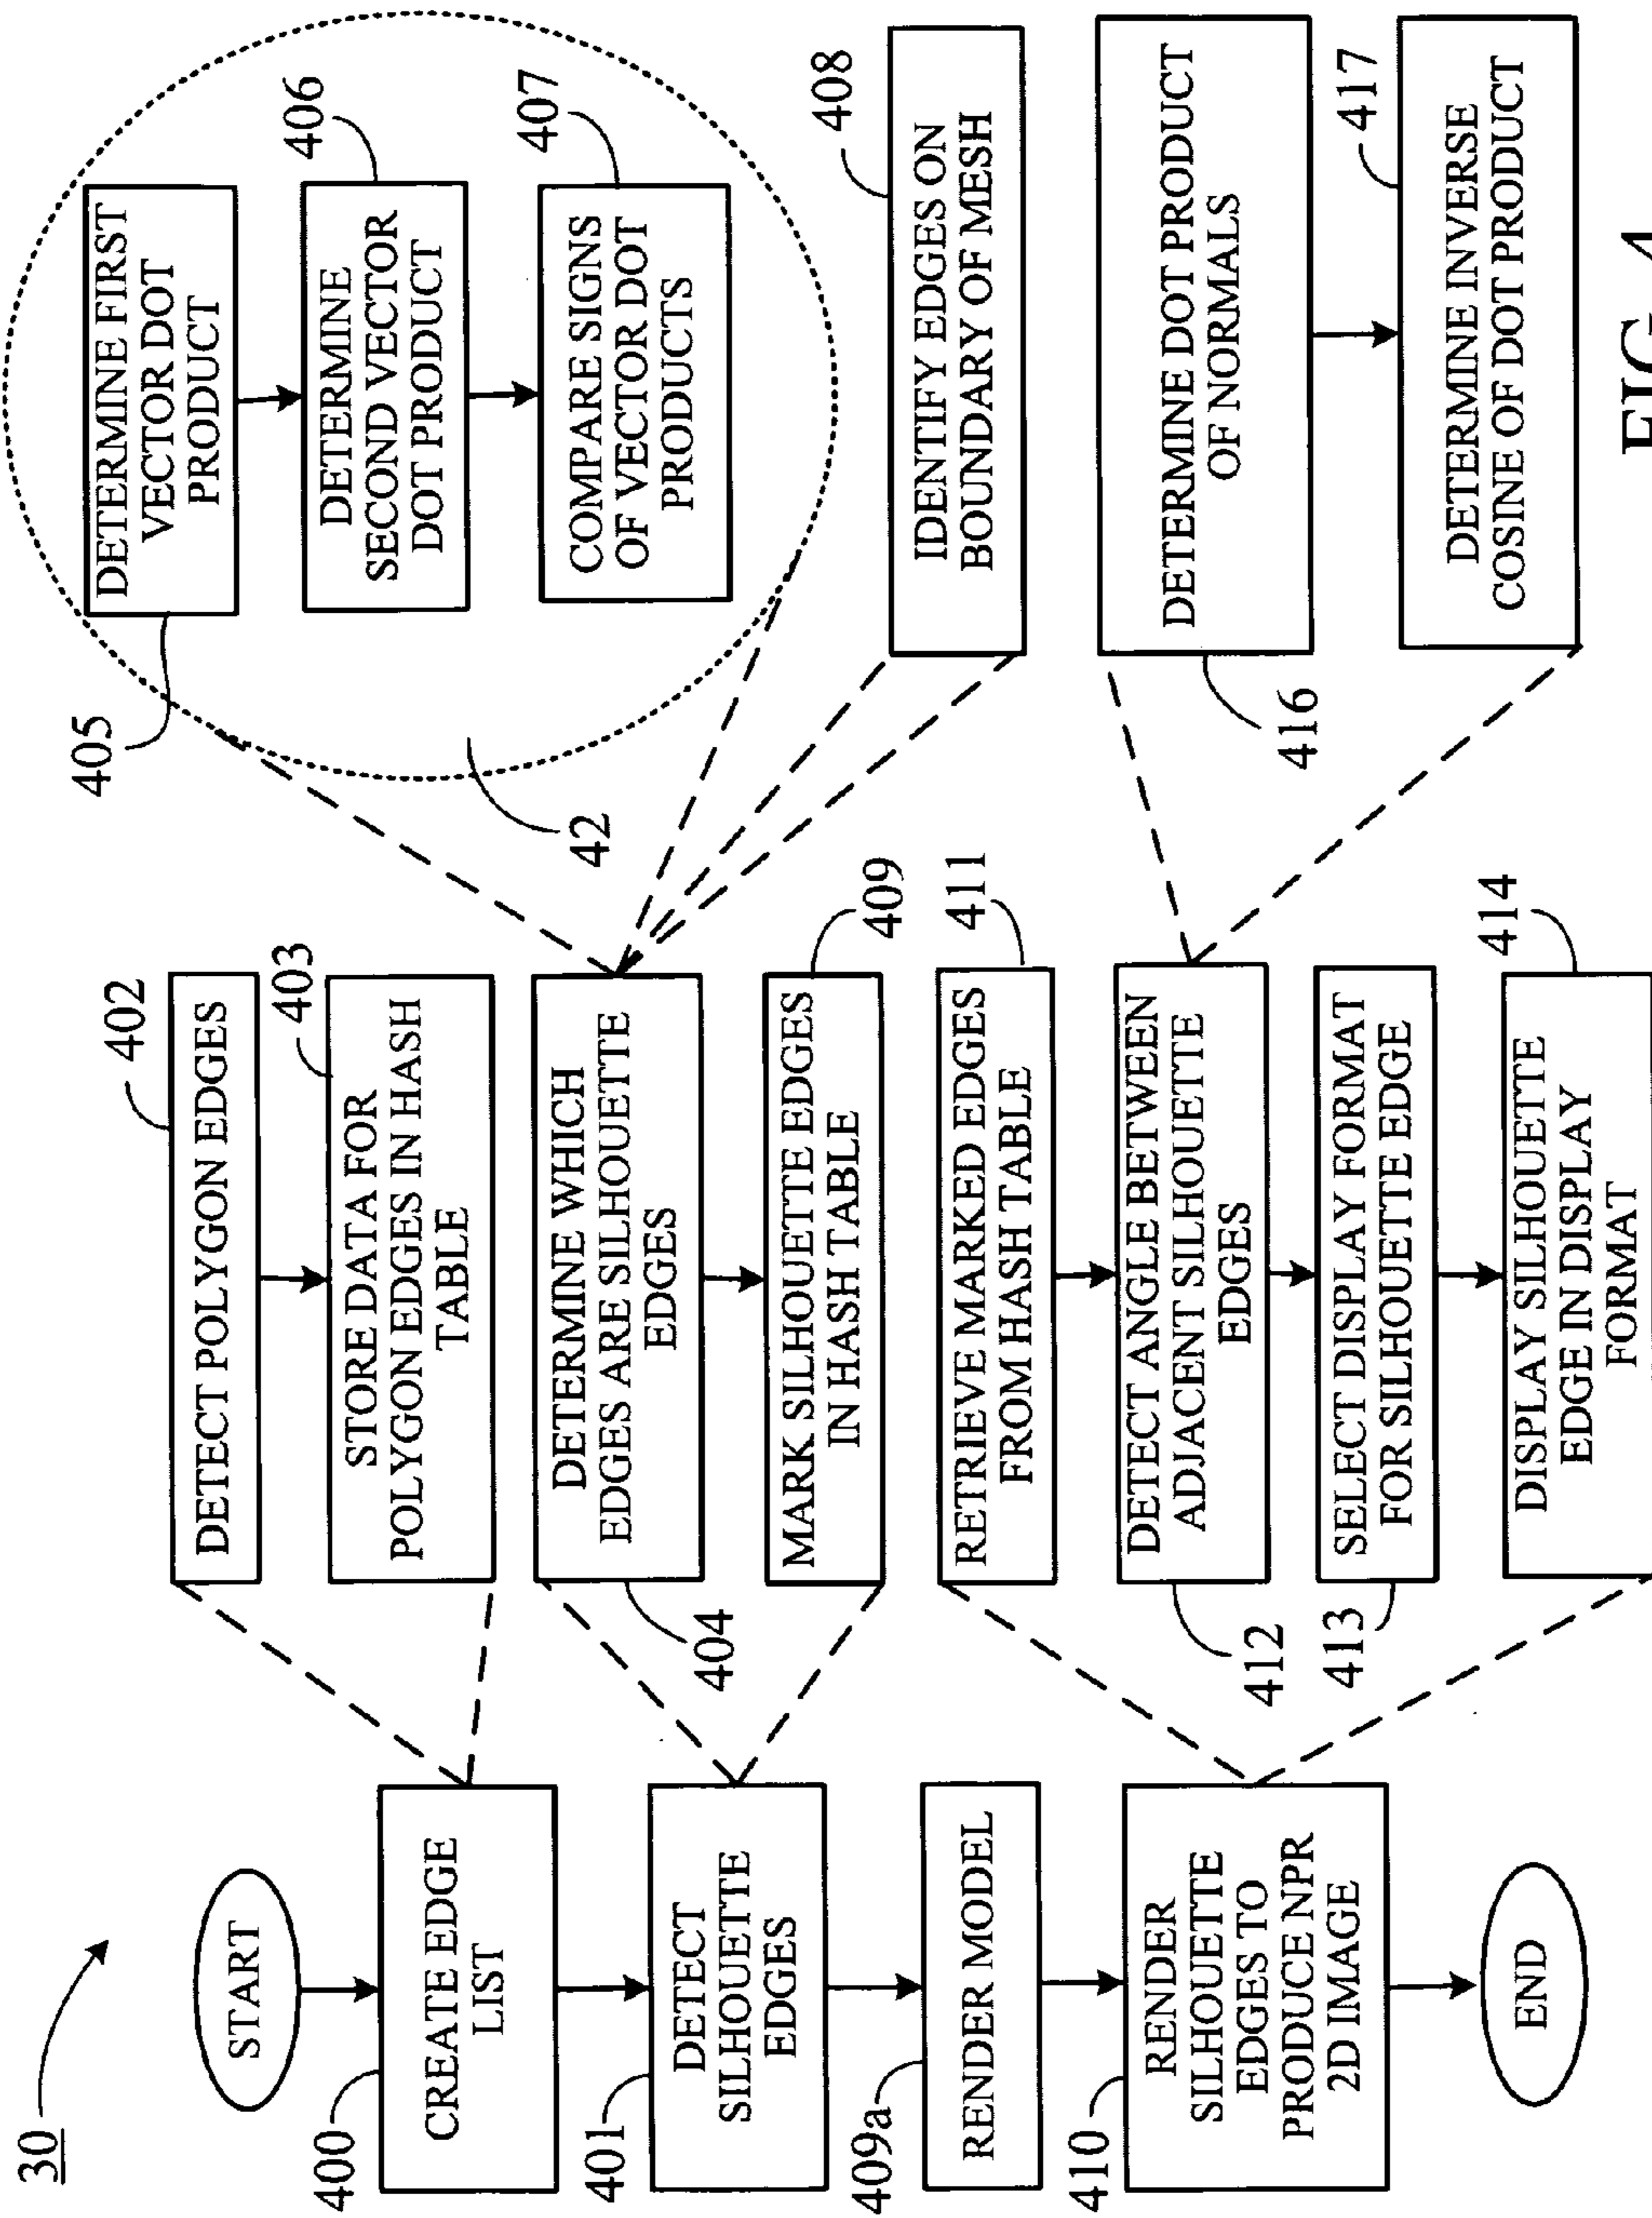 30
START
400
CREATE EDGE
LIST
401
DETECT
SILHOUETTE
EDGES
409a
RENDER MODEL
410
RENDER
SILHOUETTE
EDGES TO
PRODUCE NPR
2D IMAGE
END
402
DETECT POLYGON EDGES
403
STORE DATA FOR
POLYGON EDGES IN HASH
TABLE
404
DETERMINE WHICH
EDGES ARE SILHOUETTE
EDGES
409
MARK SILHOUETTE EDGES
IN HASH TABLE
411
RETRIEVE MARKED EDGES
FROM HASH TABLE
412
DETECT ANGLE BETWEEN
ADJACENT SILHOUETTE
EDGES
413
SELECT DISPLAY FORMAT
FOR SILHOUETTE EDGE
414
DISPLAY SILHOUETTE
EDGE IN DISPLAY
FORMAT
405
DETERMINE FIRST
VECTOR DOT
PRODUCT
406
DETERMINE
SECOND VECTOR
DOT PRODUCT
407
COMPARE SIGNS
OF VECTOR DOT
PRODUCTS
42
408
IDENTIFY EDGES ON
BOUNDARY OF MESH
416
DETERMINE DOT PRODUCT
OF NORMALS
417
DETERMINE INVERSE
COSINE OF DOT PRODUCT
FIG. 4